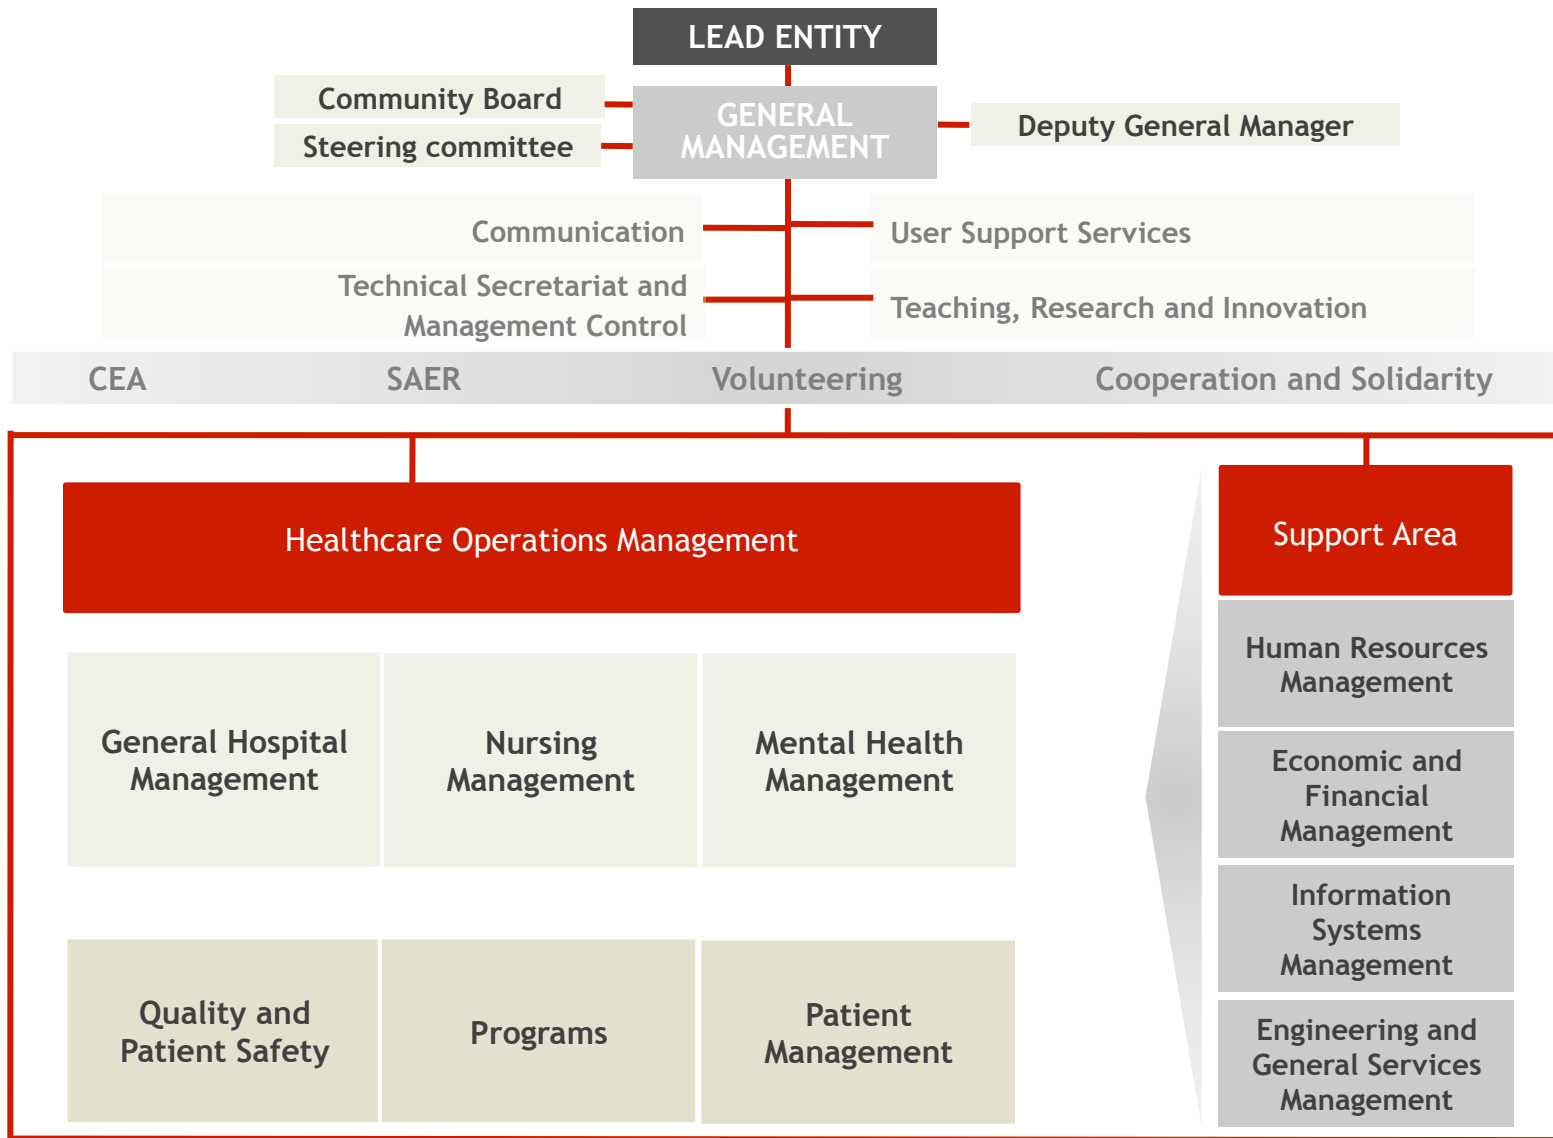 LEAD ENTITY
Community Board
Steering committee
GENERAL
MANAGEMENT
Deputy General Manager
Communication
User Support Services
Technical Secretariat and
Management Control
Teaching, Research and Innovation
CEA
SAER
Volunteering
Cooperation and Solidarity
Healthcare Operations Management
General Hospital
Management
Nursing
Management
Mental Health
Management
Quality and
Patient Safety
Programs
Patient
Management
Support Area
Human Resources
Management
Economic and
Financial
Management
Information
Systems
Management
Engineering and
General Services
Management